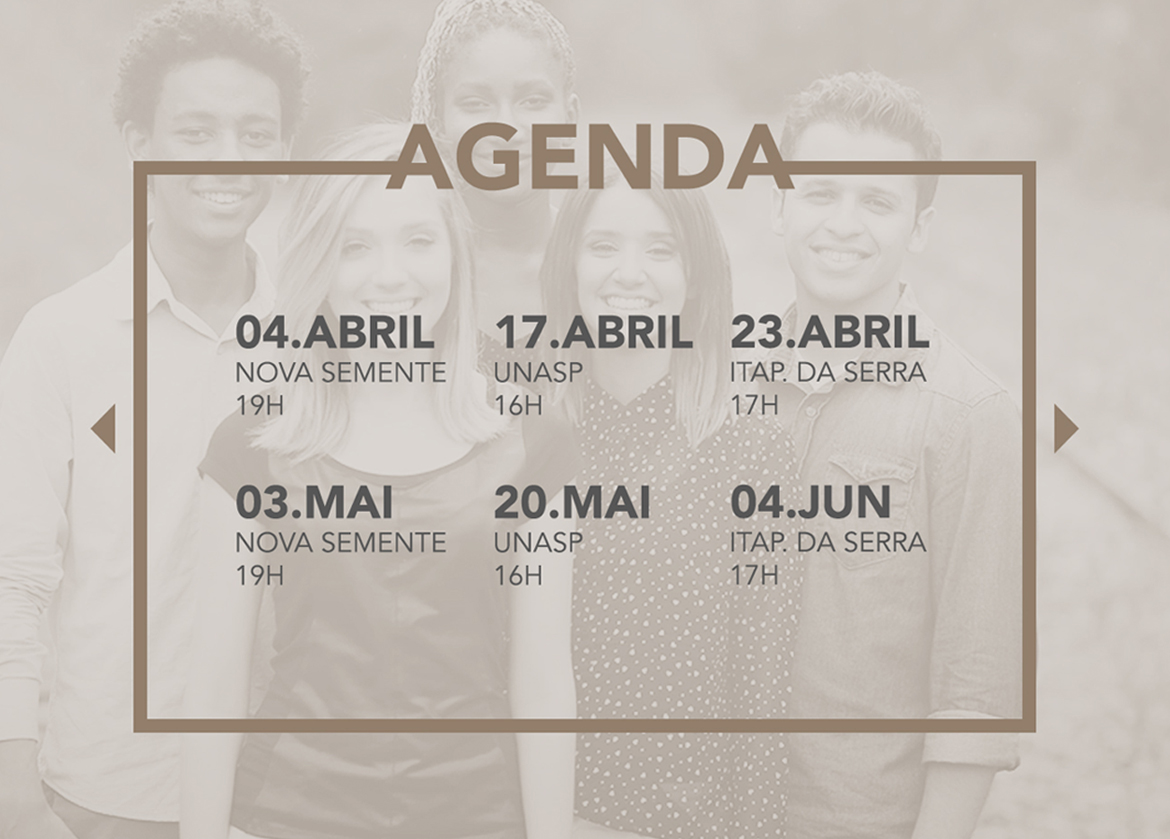 AGENDA
04.ABRIL
NOVA SEMENTE
19H
17.ABRIL
UNASP
16H
23.ABRIL
ITAP. DA SERRA
17H
03.MAI
NOVA SEMENTE
19H
20.MAI
UNASP
16H
04.JUN
ITAP. DA SERRA
17H